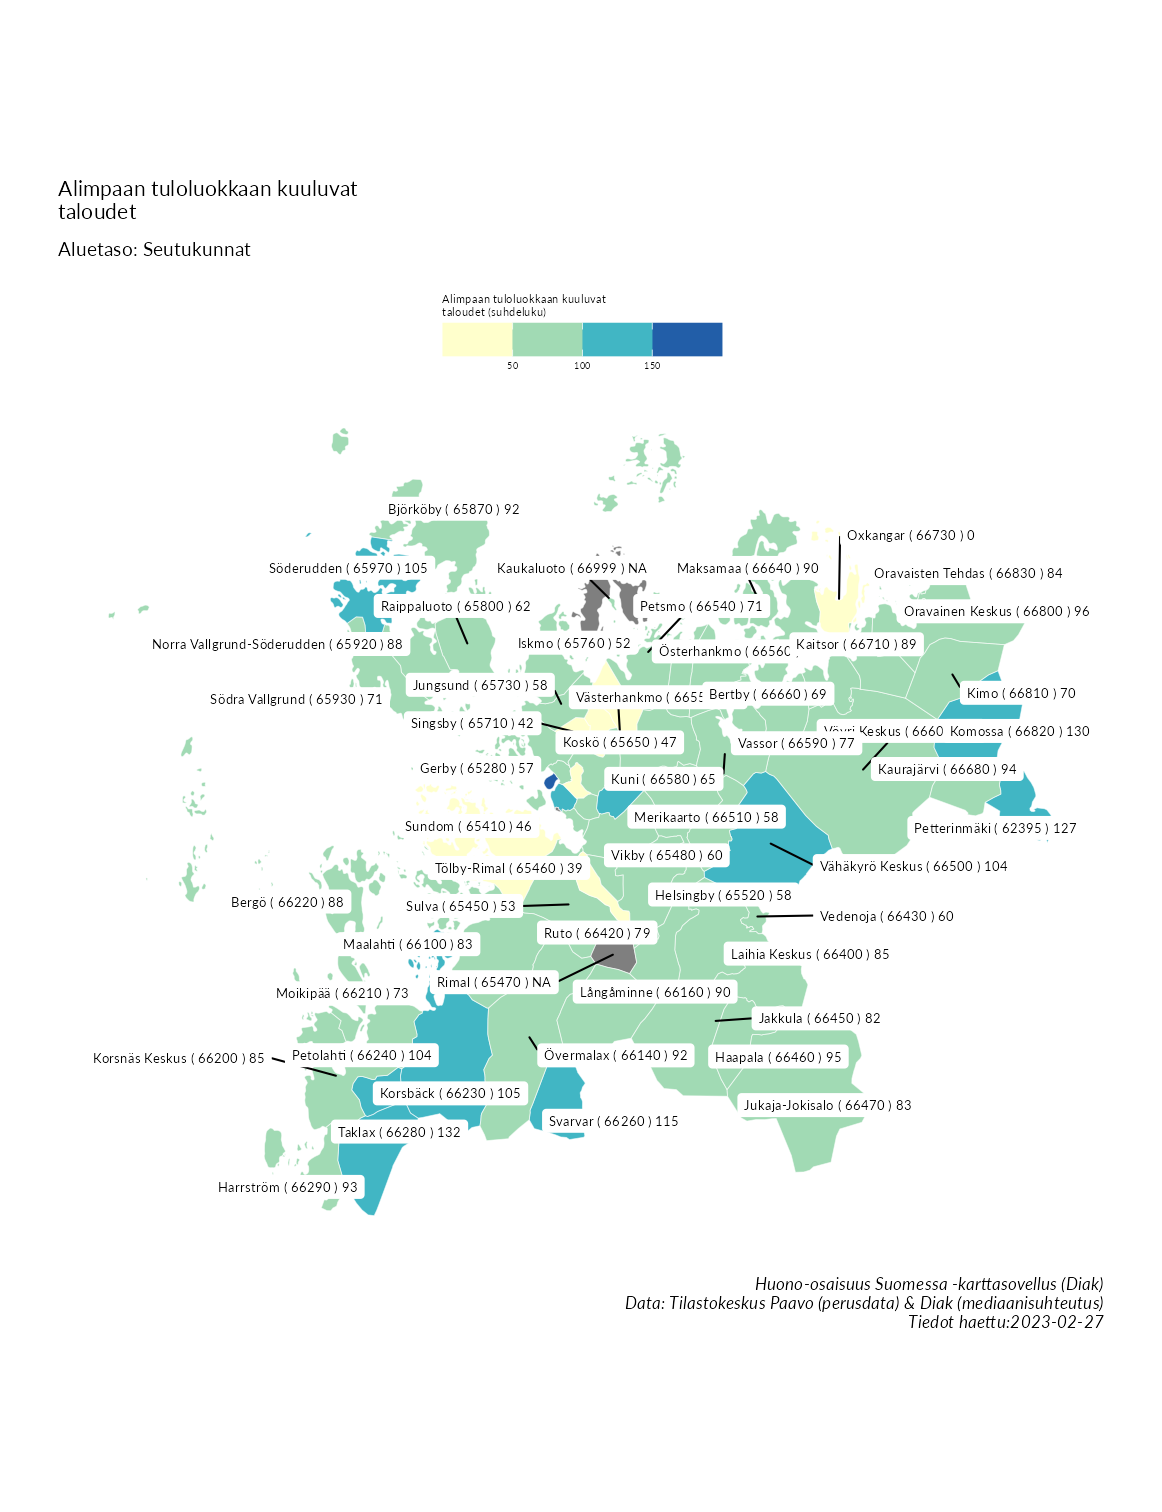 Alimpaan tuloluokkaan kuuluvat
taloudet
Aluetaso: Seutukunnat
Alimpaan tuloluokkaan kuuluvat
taloudet (suhdeluku)
50 100 150
Björköby ( 65870 ) 92
Oxkangar ( 66730 ) 0
Söderudden ( 65970 ) 105
Kaukaluoto ( 66999 ) NA
Maksamaa ( 66640 ) 90
Oravaisten Tehdas ( 66830 ) 84
Raippaluoto ( 65800 ) 62
Petsmo ( 66540 ) 71
Oravainen Keskus ( 66800 ) 96
Norra Vallgrund-Söderudden ( 65920 ) 88
Iskmo ( 65760 ) 52
Österhankmo ( 6656
Kaitsor ( 66710 ) 89
Södra Vallgrund ( 65930 ) 71
Jungsund ( 65730 ) 58
Västerhankmo ( 665
Bertby ( 66660 ) 69
Kimo ( 66810 ) 70
Singsby ( 65710 ) 42
Koskö ( 65650 ) 47
Vassor ( 66590 ) 77
Vöyri Keskus ( 6660
Komossa ( 66820 ) 130
Gerby ( 65280 ) 57
Kuni ( 66580 ) 65
Kaurajärvi ( 66680 ) 94
Sundom ( 65410 ) 46
Merikaarto ( 66510 ) 58
Petterinmäki ( 62395 ) 127
Tölby-Rimal ( 65460 ) 39
Vikby ( 65480 ) 60
Vähäkyrö Keskus ( 66500 ) 104
Bergö ( 66220 ) 88
Sulva ( 65450 ) 53
Helsingby ( 65520 ) 58
Vedenoja ( 66430 ) 60
Maalahti ( 66100 ) 83
Ruto ( 66420 ) 79
Laihia Keskus ( 66400 ) 85
Moikipää ( 66210 ) 73
Rimal ( 65470 ) NA
Långåminne ( 66160 ) 90
Jakkula ( 66450 ) 82
Korsnäs Keskus ( 66200 ) 85
Petolahti ( 66240 ) 104
Övermalax ( 66140 ) 92
Haapala ( 66460 ) 95
Korsbäck ( 66230 ) 105
Jukaja-Jokisalo ( 66470 ) 83
Taklax ( 66280 ) 132
Svarvar ( 66260 ) 115
Harrström ( 66290 ) 93
Huono-osaisuus Suomessa -karttasovellus (Diak)
Data: Tilastokeskus Paavo (perusdata) & Diak (mediaanisuhteutus)
Tiedot haettu:2023-02-27